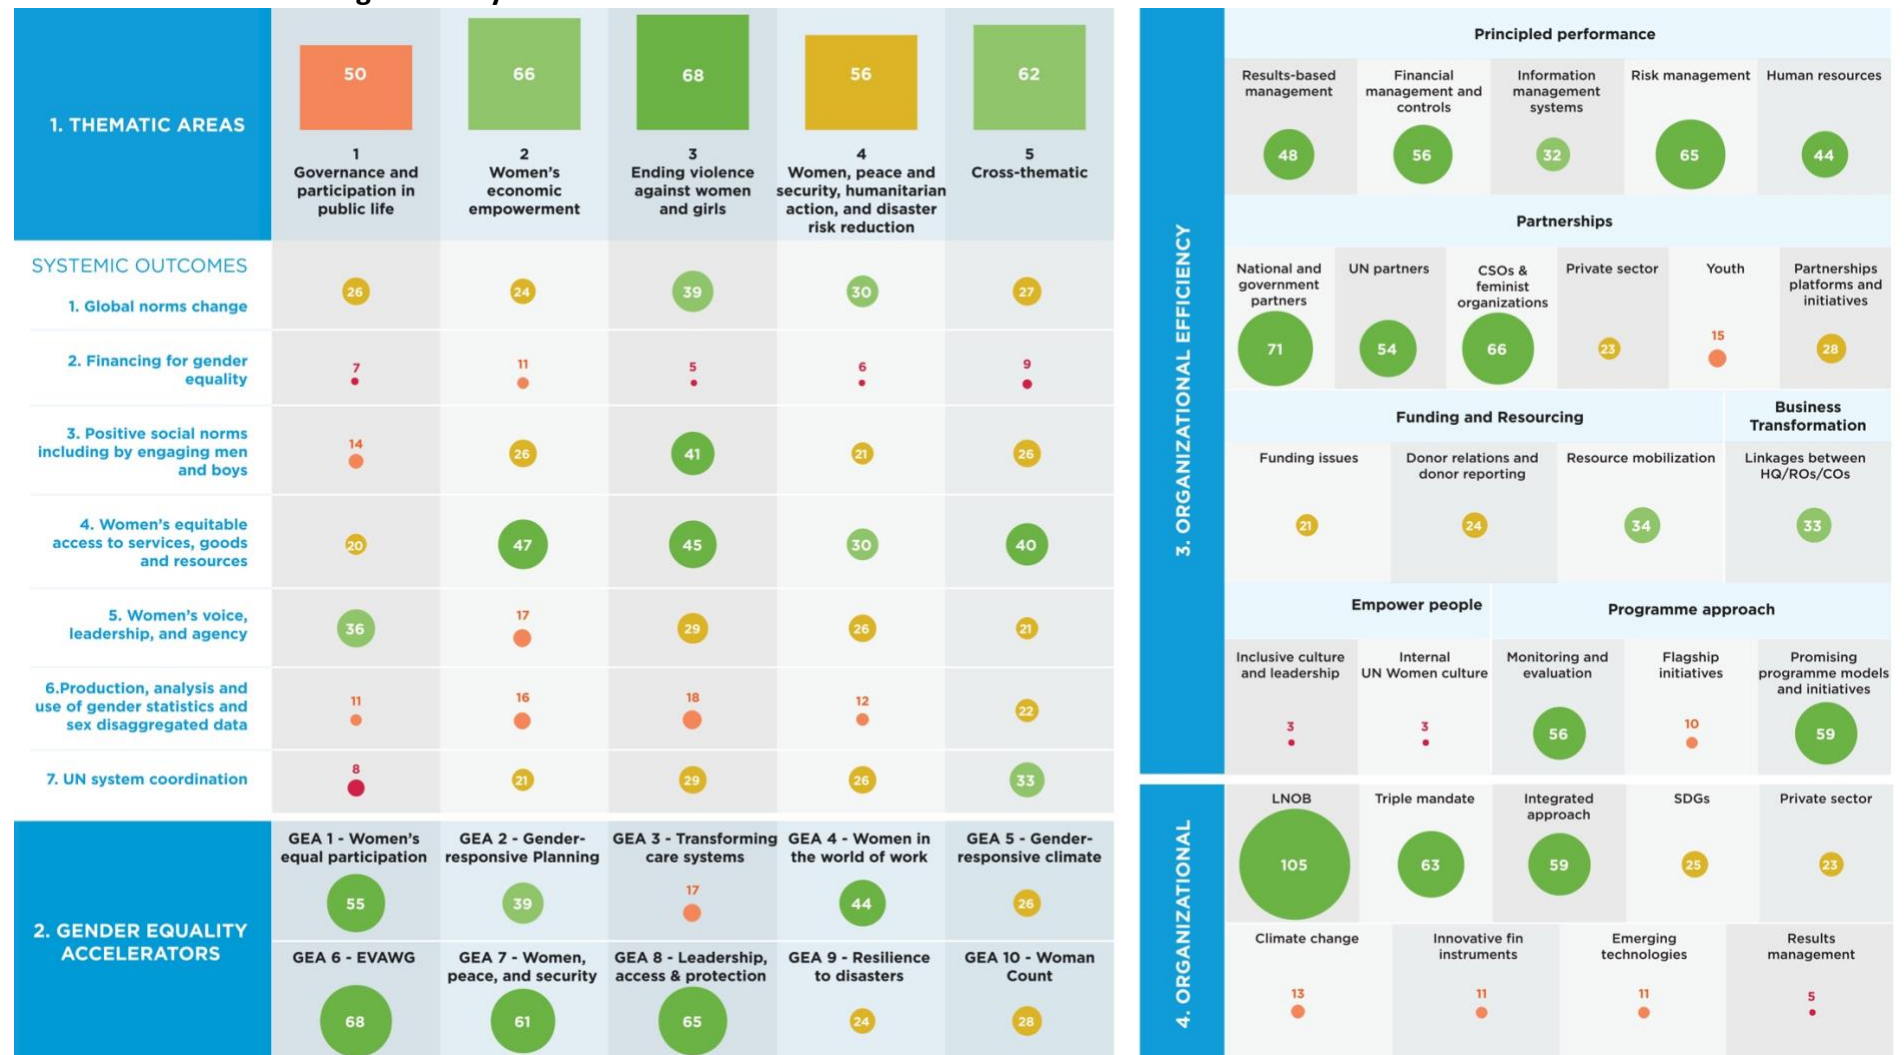 50
66
68
56
62
1. THEMATIC AREAS
1
Governance and
participation in
public life
2
Women's
economic
empowerment
3
Ending violence
against women
and girls
4
Women, peace and
security, humanitarian
action, and disaster
risk reduction
5
Cross-thematic
SYSTEMIC OUTCOMES
1. Global norms change
26
24
39
30
27
2. Financing for gender
equality
7
11
5
6
9
3. Positive social norms
including by engaging men
and boys
14
26
41
21
26
4. Women's equitable
access to services, goods
and resources
20
47
45
30
40
5. Women's voice,
leadership, and agency
36
17
29
26
21
6.Production, analysis and
use of gender statistics and
sex disaggregated data
11
16
18
12
22
7. UN system coordination
8
21
29
26
33
2. GENDER EQUALITY
ACCELERATORS
GEA 1 - Women's
equal participation
55
GEA 2 - Gender-
responsive Planning
39
GEA 3 - Transforming
care systems
17
GEA 4 - Women in
the world of work
44
GEA 5 - Gender-
responsive climate
26
GEA 6 - EVAWG
68
GEA 7 - Women,
peace, and security
61
GEA 8 - Leadership,
access & protection
65
GEA 9 - Resilience
to disasters
24
GEA 10 - Woman
Count
28
3. ORGANIZATIONAL EFFICIENCY
Principled performance
Results-based
management
48
Financial
management and
controls
56
Information
management
systems
32
Risk management
65
Human resources
44
Partnerships
National and
government
partners
71
UN partners
54
CSOs &
feminist
organizations
66
Private sector
23
Youth
15
Partnerships
platforms and
initiatives
28
Funding and Resourcing
Funding issues
21
Donor relations and
donor reporting
24
Resource mobilization
34
Business
Transformation
Linkages between
HQ/ROs/COs
33
Empower people
Inclusive culture
and leadership
3
Internal
UN Women culture
3
Programme approach
Monitoring and
evaluation
56
Flagship
initiatives
10
Promising
programme models
and initiatives
59
4. ORGANIZATIONAL
LNOB
105
Triple mandate
63
Integrated
approach
59
SDGs
25
Private sector
23
Climate change
13
Innovative fin
instruments
11
Emerging
technologies
11
Results
management
5